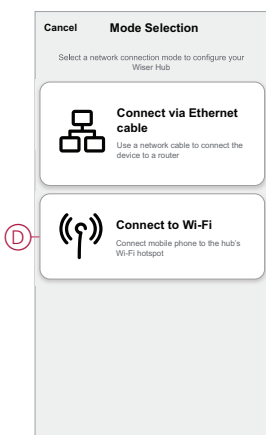 Cancel Mode Selection
Select a network connection mode to configure your
Wiser Hub
Connect via Ethernet
cable
Use a network cable to connect the
device to a router
D
Connect to Wi-Fi
Connect mobile phone to the hub's
Wi-Fi hotspot